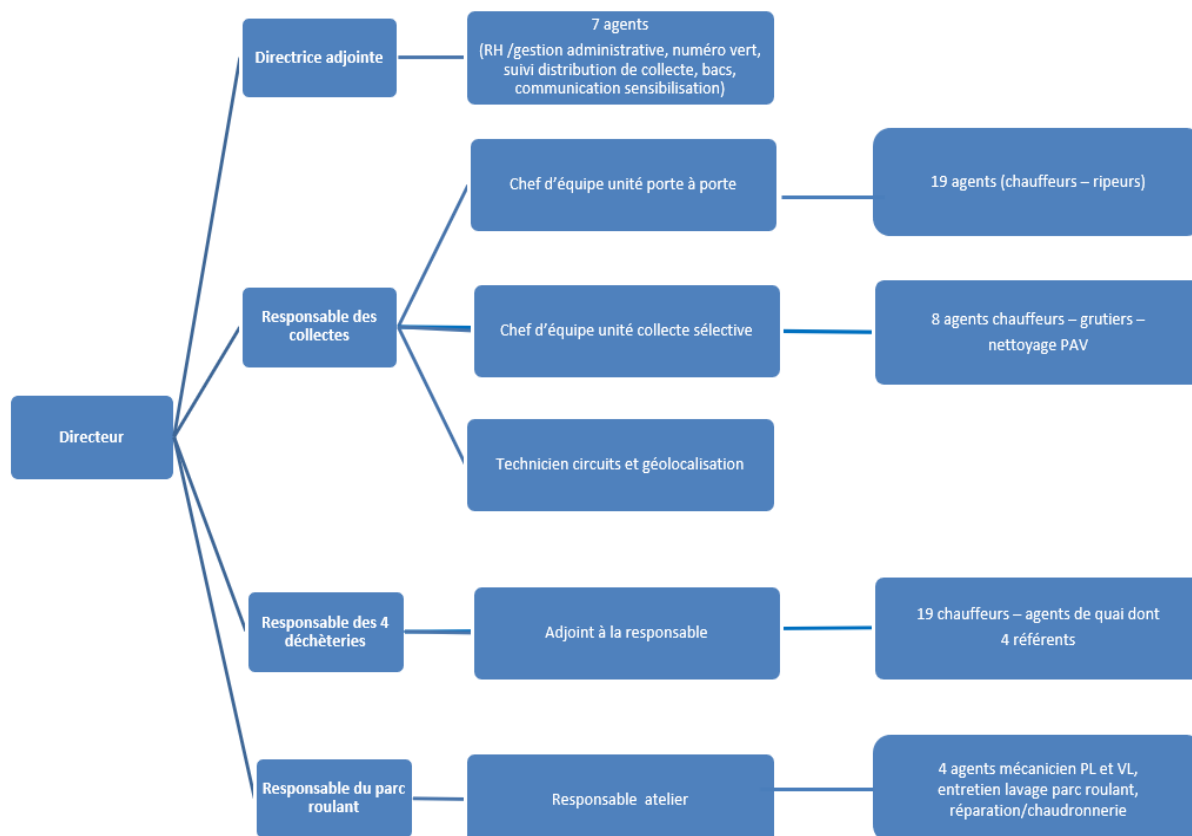 Directeur
Directrice adjointe
7 agents
(RH /gestion administrative, numéro vert,
suivi distribution de collecte, bacs,
communication sensibilisation)
Responsable des
collectes
Chef d’équipe unité porte à porte
19 agents (chauffeurs – ripeurs)
Chef d’équipe unité collecte sélective
8 agents chauffeurs – grutiers –
nettoyage PAV
Technicien circuits et géolocalisation
Responsable des 4
déchèteries
Adjoint à la responsable
19 chauffeurs – agents de quai dont
4 référents
Responsable du parc
roulant
Responsable atelier
4 agents mécanicien PL et VL,
entretien lavage parc roulant,
réparation/chaudronnerie